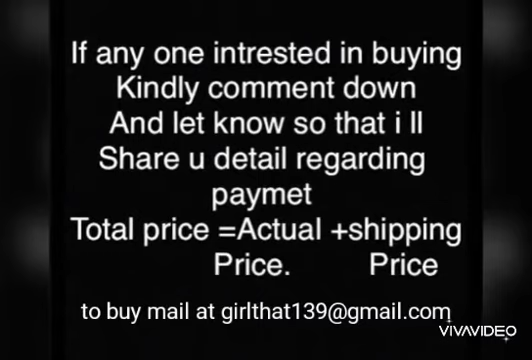 If any one intrested in buying
Kindly comment down
And let know so that i ll
Share u detail regarding
paymet
Total price =Actual +shipping
Price. Price
to buy mail at girlthat139@gmail.com
VIVAVIDEO